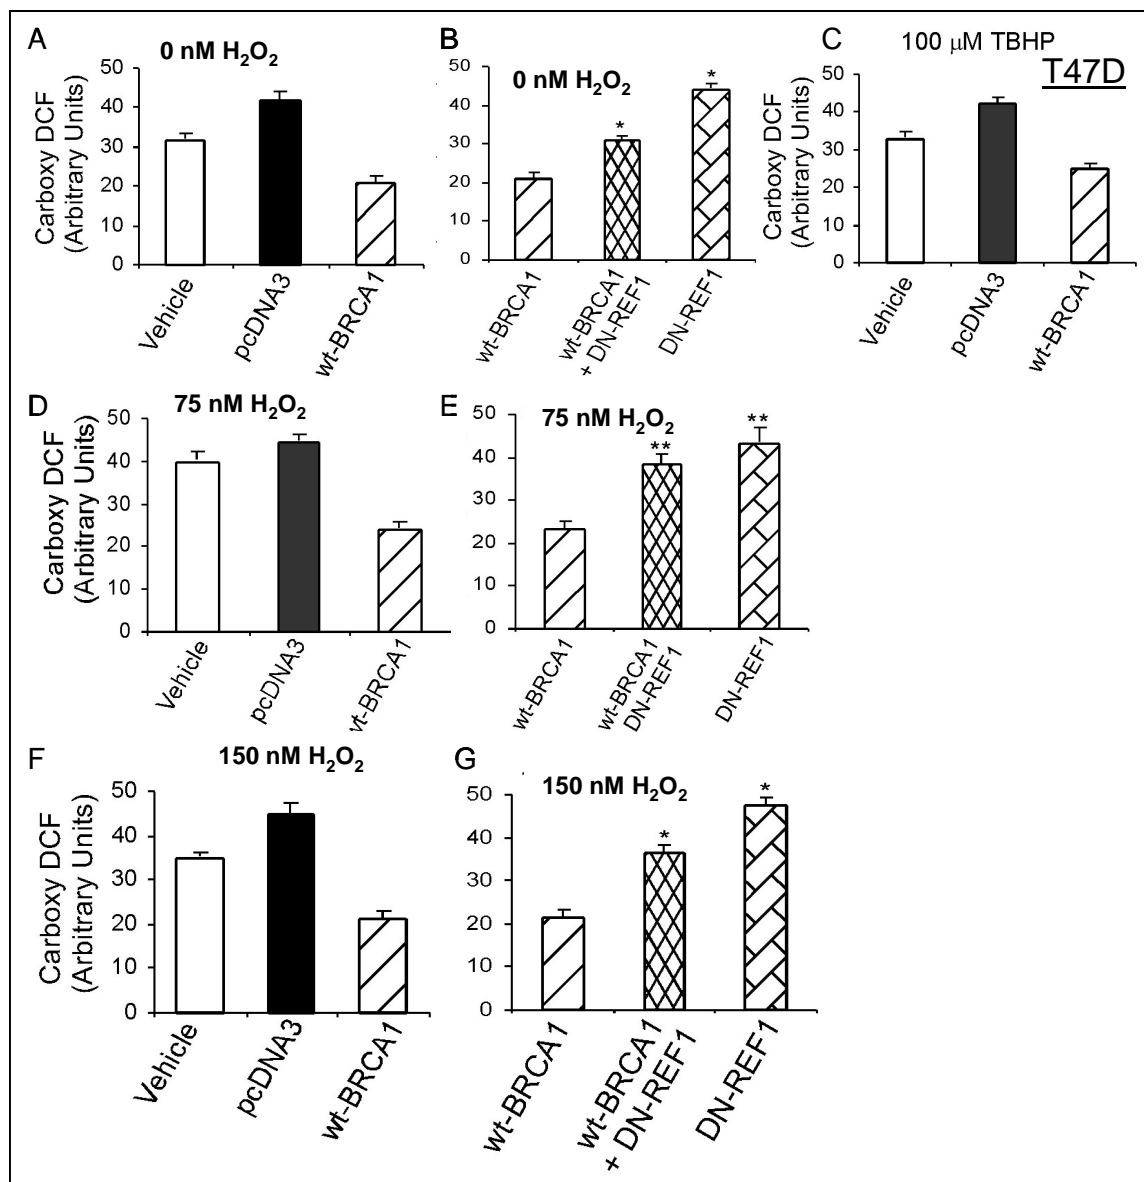 A
0 nM H₂O₂
Carboxy DCF
(Arbitrary Units)
50
40
30
20
10
0
Vehicle
pcDNA3
wt-BRCA1
B
0 nM H₂O₂
50
40
30
20
10
0
*
*
wt-BRCA1
wt-BRCA1
+ DN-REF1
DN-REF1
C
100 µM TBHP
T47D
Carboxy DCF
(Arbitrary Units)
50
40
30
20
10
0
Vehicle
pcDNA3
wt-BRCA1
D
75 nM H₂O₂
Carboxy DCF
(Arbitrary Units)
50
40
30
20
10
0
Vehicle
pcDNA3
vt-BRCA1
E
75 nM H₂O₂
50
40
30
20
10
0
**
**
wt-BRCA1
wt-BRCA1
DN-REF1
DN-REF1
F
150 nM H₂O₂
Carboxy DCF
(Arbitrary Units)
50
40
30
20
10
0
Vehicle
pcDNA3
wt-BRCA1
G
150 nM H₂O₂
50
40
30
20
10
0
*
*
wt-BRCA1
wt-BRCA1
+ DN-REF1
DN-REF1